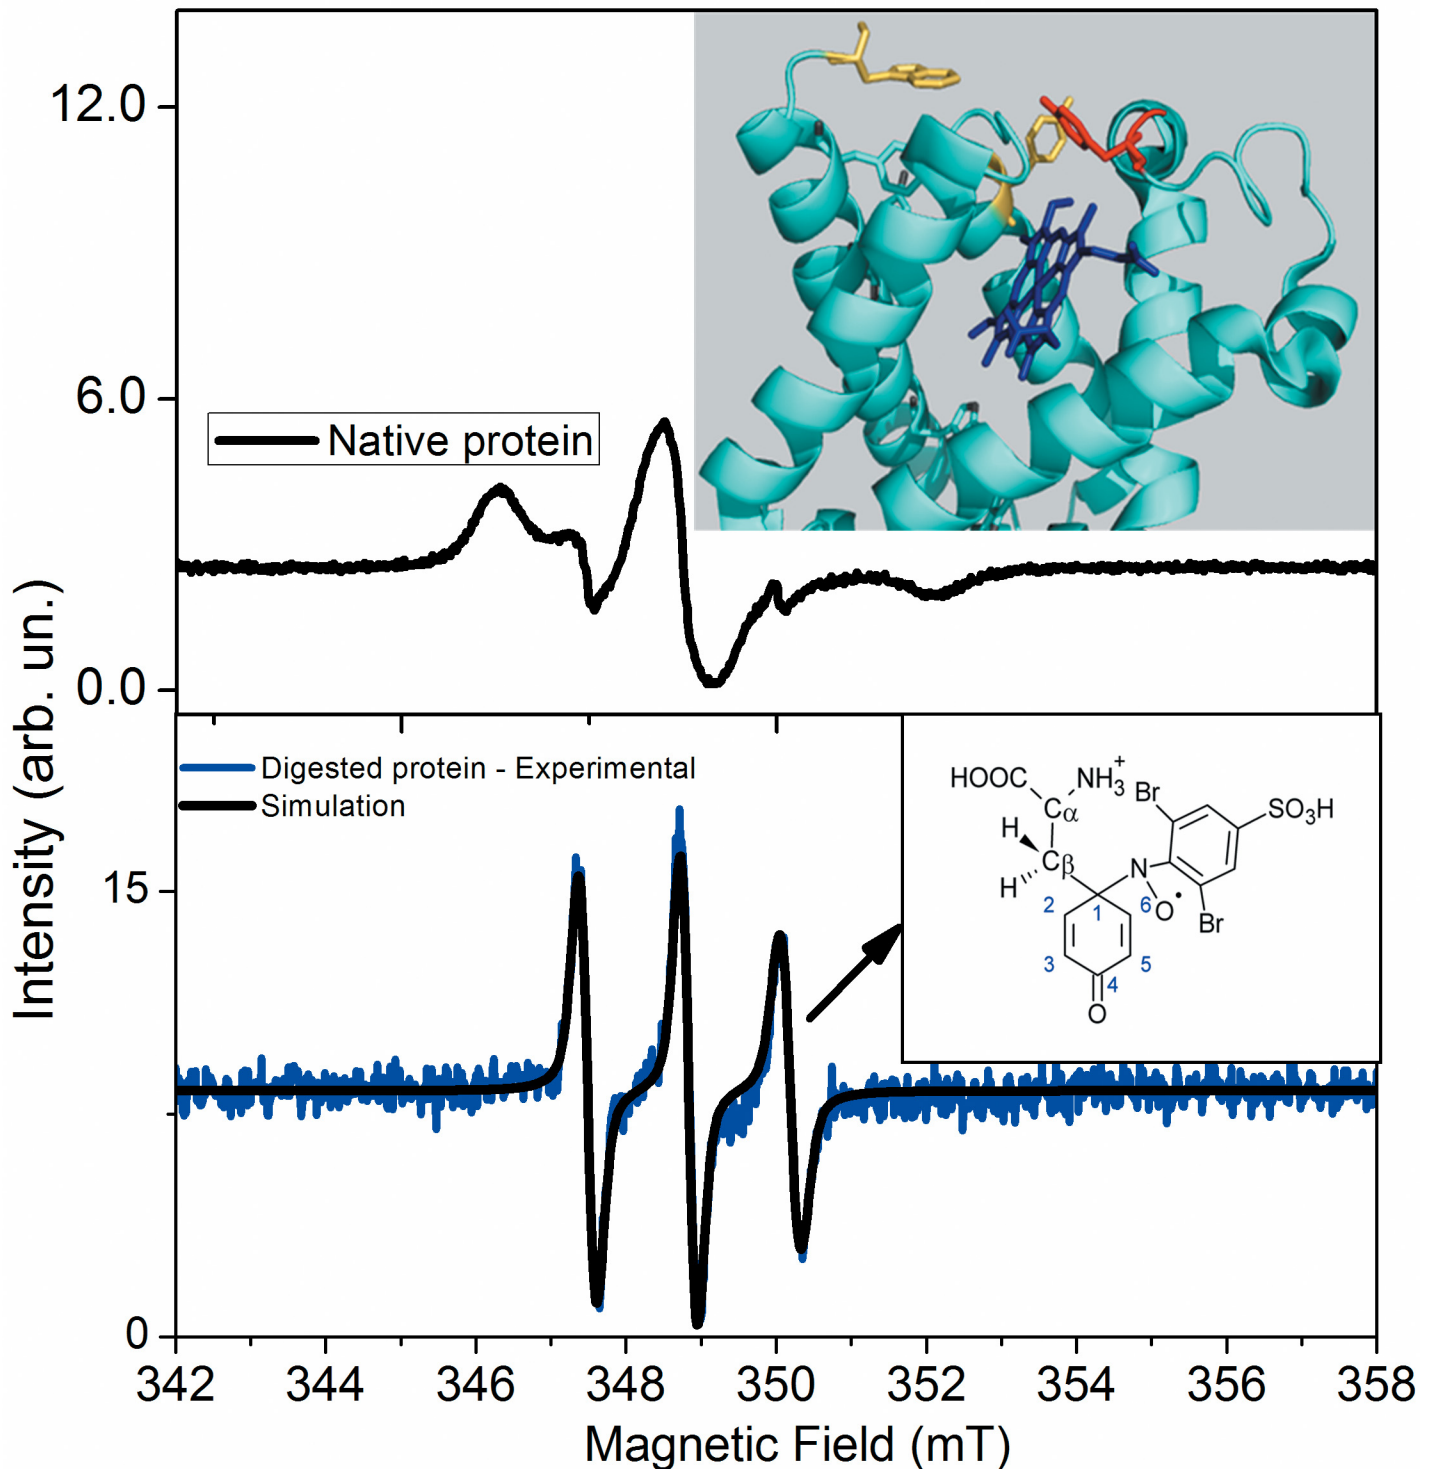 12.0
6.0
0.0
Native protein
Intensity (arb. un.)
Digested protein - Experimental
Simulation
15
0
HOOC
NH3+
Cα
H
Cβ
H
Br
SO3H
N
O•
Br
1
2
3
4
5
6
O
342 344 346 348 350 352 354 356 358
Magnetic Field (mT)